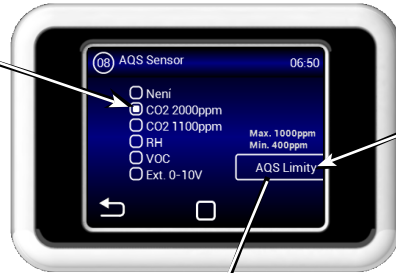 08 AQS Sensor 06:50
Není
CO2 2000ppm
CO2 1100ppm
RH
VOC
Ext. 0-10V
Max. 1000ppm
Min. 400ppm
AQS Limity